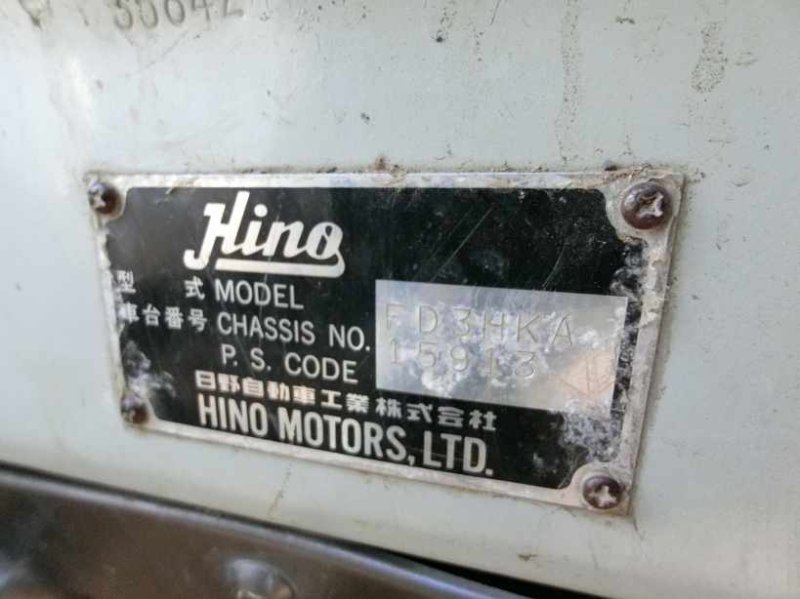 Hino
型 式 MODEL FD3HKA
車台番号 CHASSIS NO. 15913
P. S. CODE
日野自動車工業株式会社
HINO MOTORS, LTD.